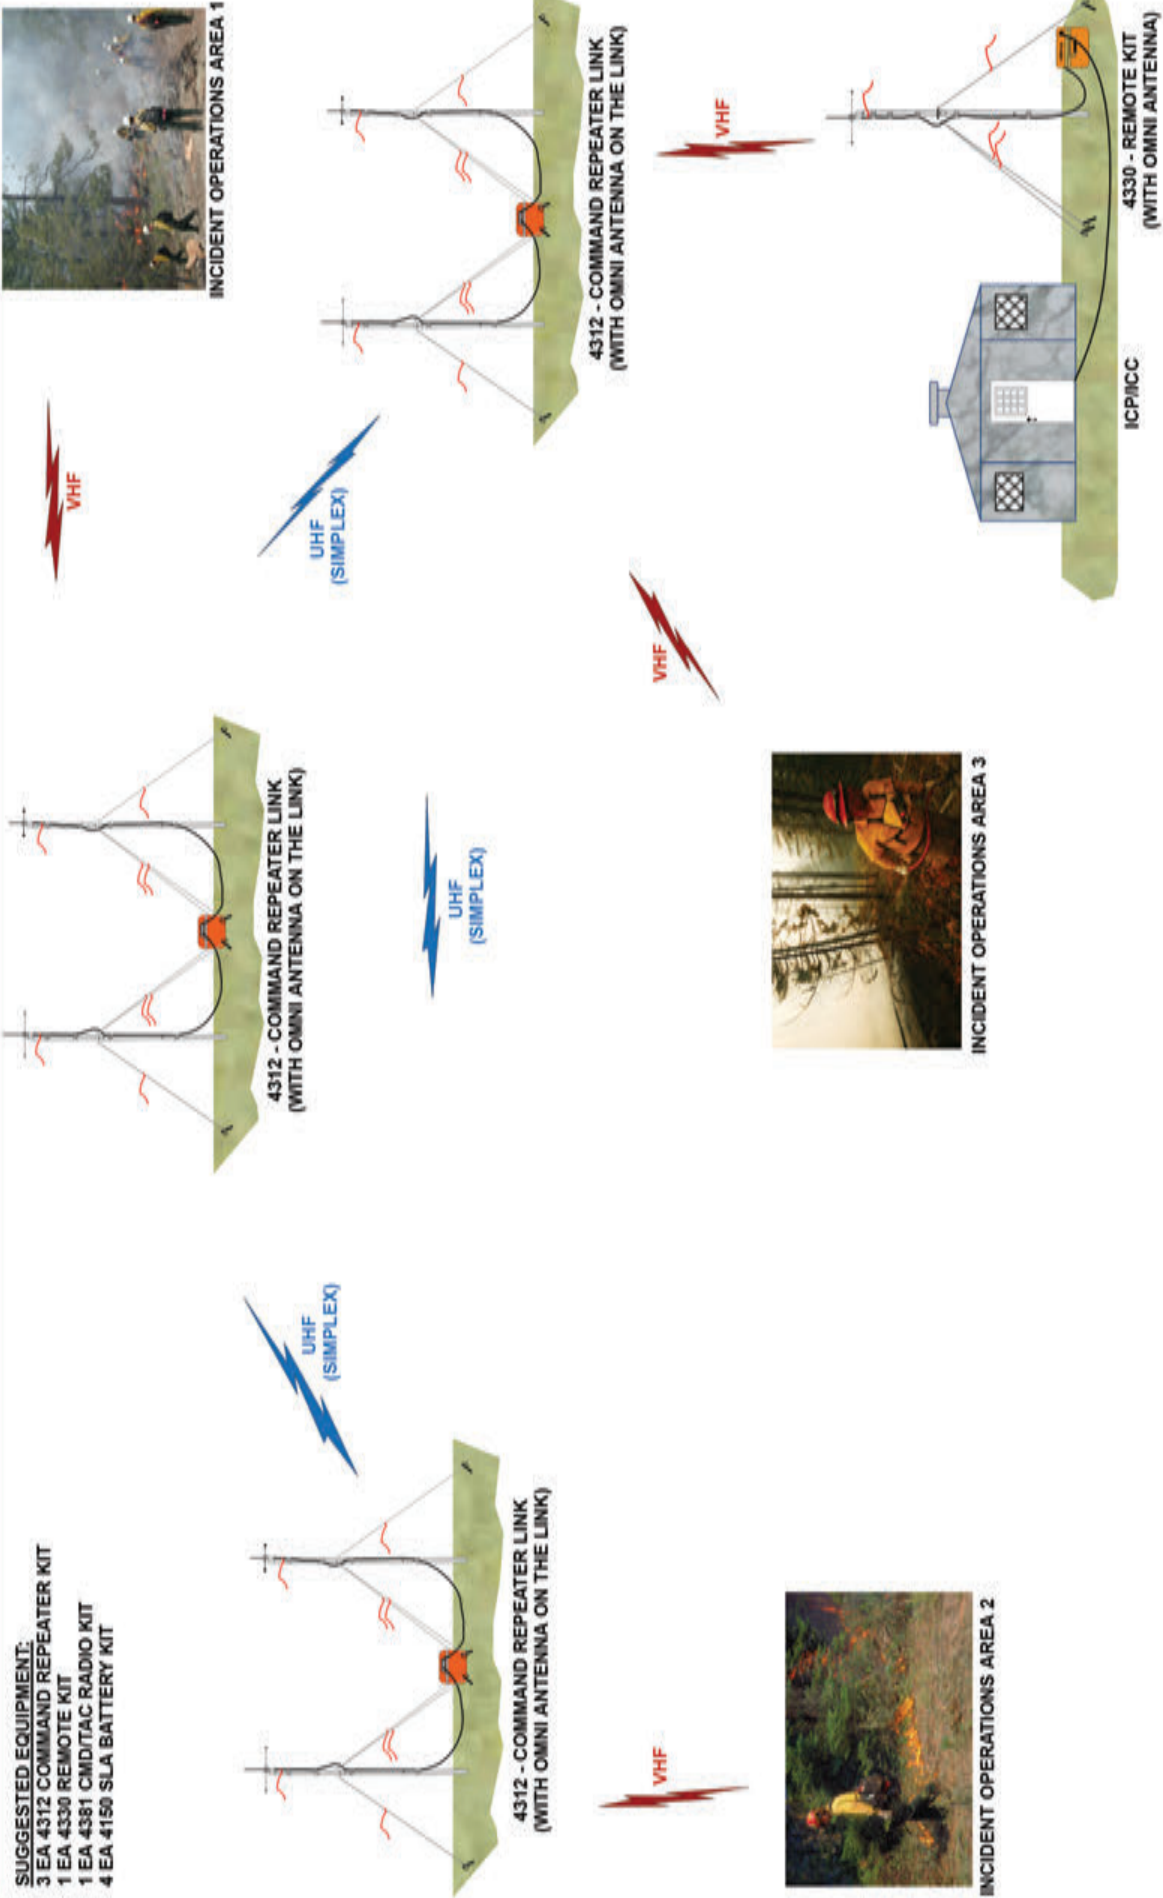 SUGGESTED EQUIPMENT:
3 EA 4312 COMMAND REPEATER KIT
1 EA 4330 REMOTE KIT
1 EA 4381 CMD/TAC RADIO KIT
4 EA 4150 SLA BATTERY KIT
UHF
(SIMPLEX)
4312 - COMMAND REPEATER LINK
(WITH OMNI ANTENNA ON THE LINK)
VHF
INCIDENT OPERATIONS AREA 1
4312 - COMMAND REPEATER LINK
(WITH OMNI ANTENNA ON THE LINK)
UHF
(SIMPLEX)
UHF
(SIMPLEX)
4312 - COMMAND REPEATER LINK
(WITH OMNI ANTENNA ON THE LINK)
VHF
VHF
VHF
INCIDENT OPERATIONS AREA 2
INCIDENT OPERATIONS AREA 3
ICP/ICC
4330 - REMOTE KIT
(WITH OMNI ANTENNA)